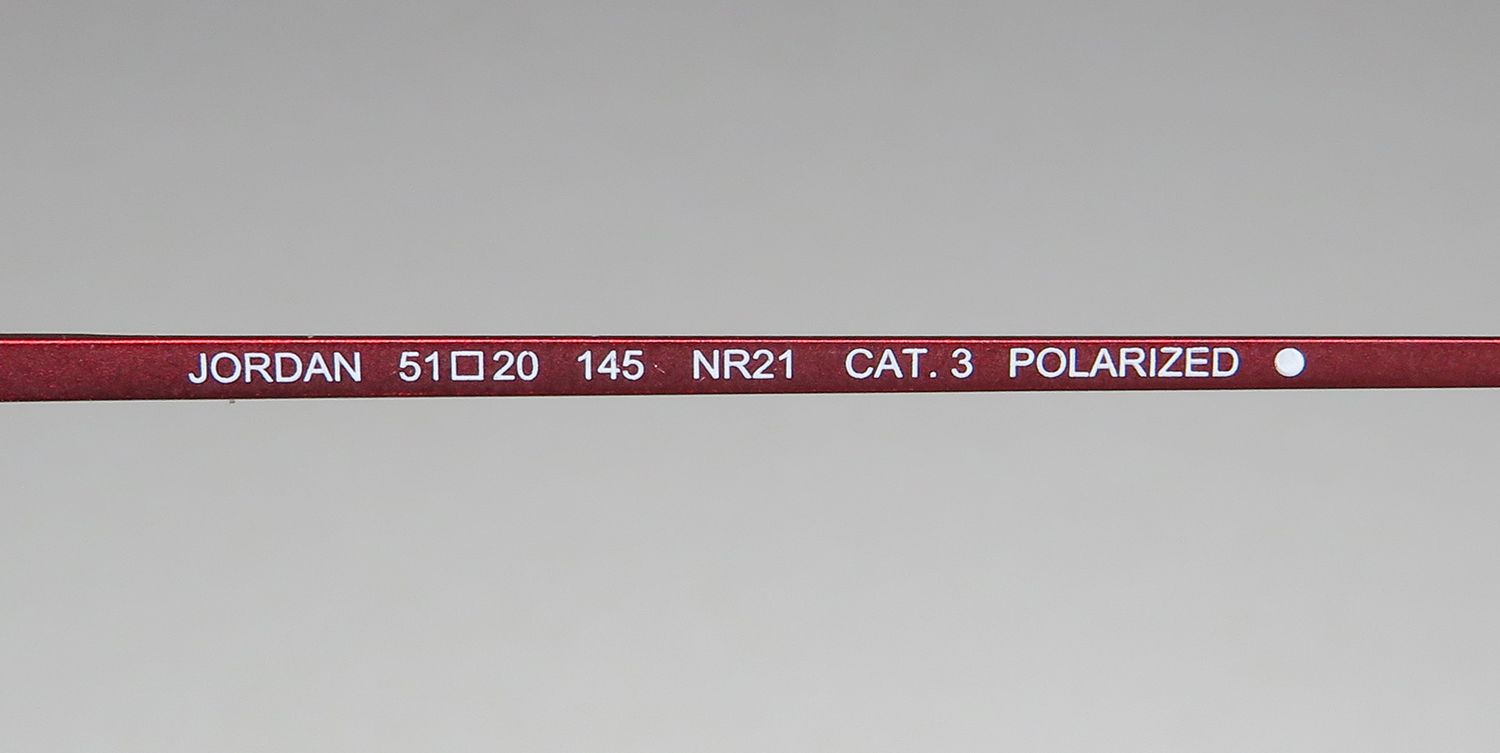 JORDAN 51□20 145 NR21 CAT. 3 POLARIZED